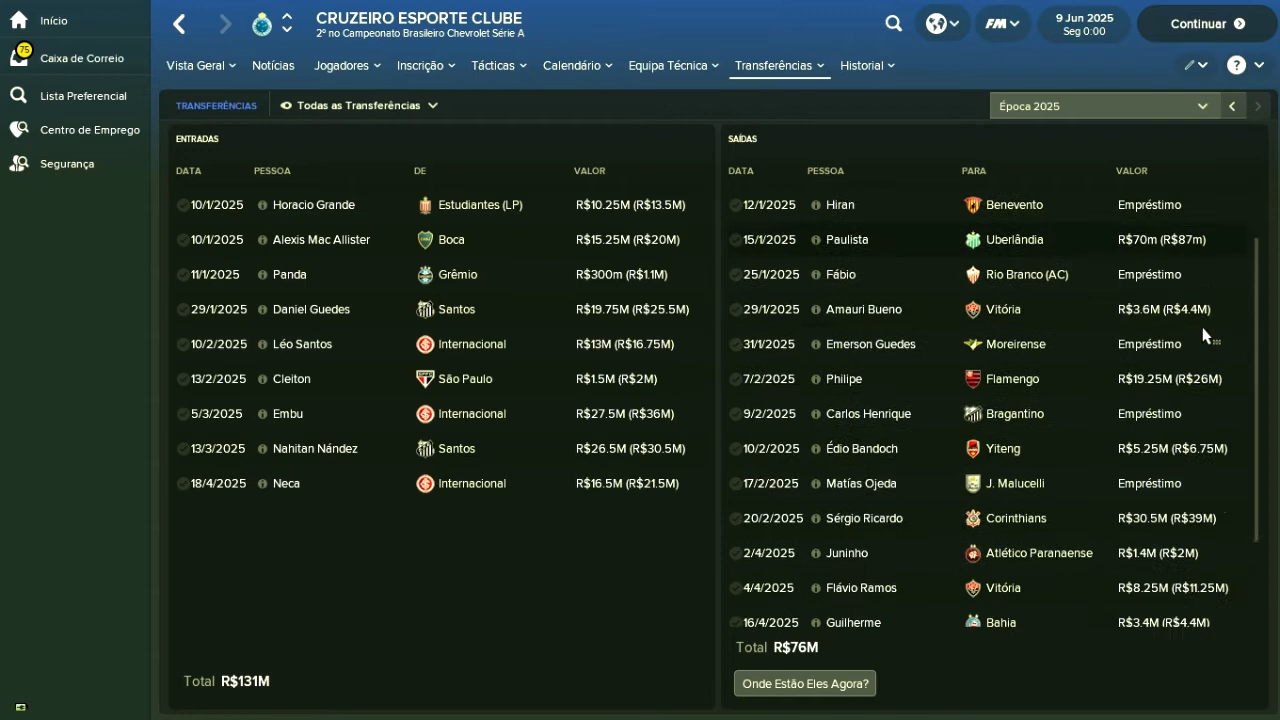 Início
75
Caixa de Correio
Lista Preferencial
Centro de Emprego
Segurança
CRUZEIRO ESPORTE CLUBE
2º no Campeonato Brasileiro Chevrolet Série A
FM
9 Jun 2025
Seg 0:00
Continuar
Vista Geral
Notícias
Jogadores
Inscrição
Tácticas
Calendário
Equipa Técnica
Transferências
Historial
?
TRANSFERÊNCIAS
Todas as Transferências
Época 2025
ENTRADAS
DATA PESSOA DE VALOR
10/1/2025 Horacio Grande Estudiantes (LP) R$10.25M (R$13.5M)
10/1/2025 Alexis Mac Allister Boca R$15.25M (R$20M)
11/1/2025 Panda Grêmio R$300m (R$1.1M)
29/1/2025 Daniel Guedes Santos R$19.75M (R$25.5M)
10/2/2025 Léo Santos Internacional R$13M (R$16.75M)
13/2/2025 Cleiton São Paulo R$1.5M (R$2M)
5/3/2025 Embu Internacional R$27.5M (R$36M)
13/3/2025 Nahitan Nández Santos R$26.5M (R$30.5M)
18/4/2025 Neca Internacional R$16.5M (R$21.5M)
Total R$131M
SAÍDAS
DATA PESSOA PARA VALOR
12/1/2025 Hiran Benevento Empréstimo
15/1/2025 Paulista Uberlândia R$70m (R$87m)
25/1/2025 Fábio Rio Branco (AC) Empréstimo
29/1/2025 Amauri Bueno Vitória R$3.6M (R$4.4M)
31/1/2025 Emerson Guedes Moreirense Empréstimo
7/2/2025 Philipe Flamengo R$19.25M (R$26M)
9/2/2025 Carlos Henrique Bragantino Empréstimo
10/2/2025 Édio Bandoch Yiteng R$5.25M (R$6.75M)
17/2/2025 Matías Ojeda J. Malucelli Empréstimo
20/2/2025 Sérgio Ricardo Corinthians R$30.5M (R$39M)
2/4/2025 Juninho Atlético Paranaense R$1.4M (R$2M)
4/4/2025 Flávio Ramos Vitória R$8.25M (R$11.25M)
16/4/2025 Guilherme Bahia R$3.4M (R$4.4M)
Total R$76M
Onde Estão Eles Agora?